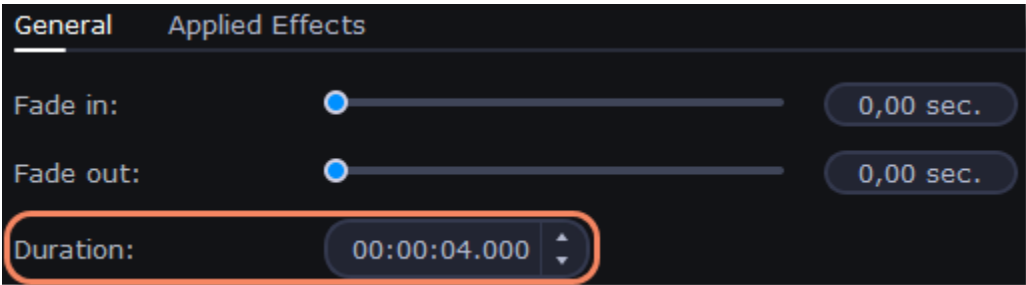 General Applied Effects
Fade in: 0,00 sec.
Fade out: 0,00 sec.
Duration: 00:00:04.000